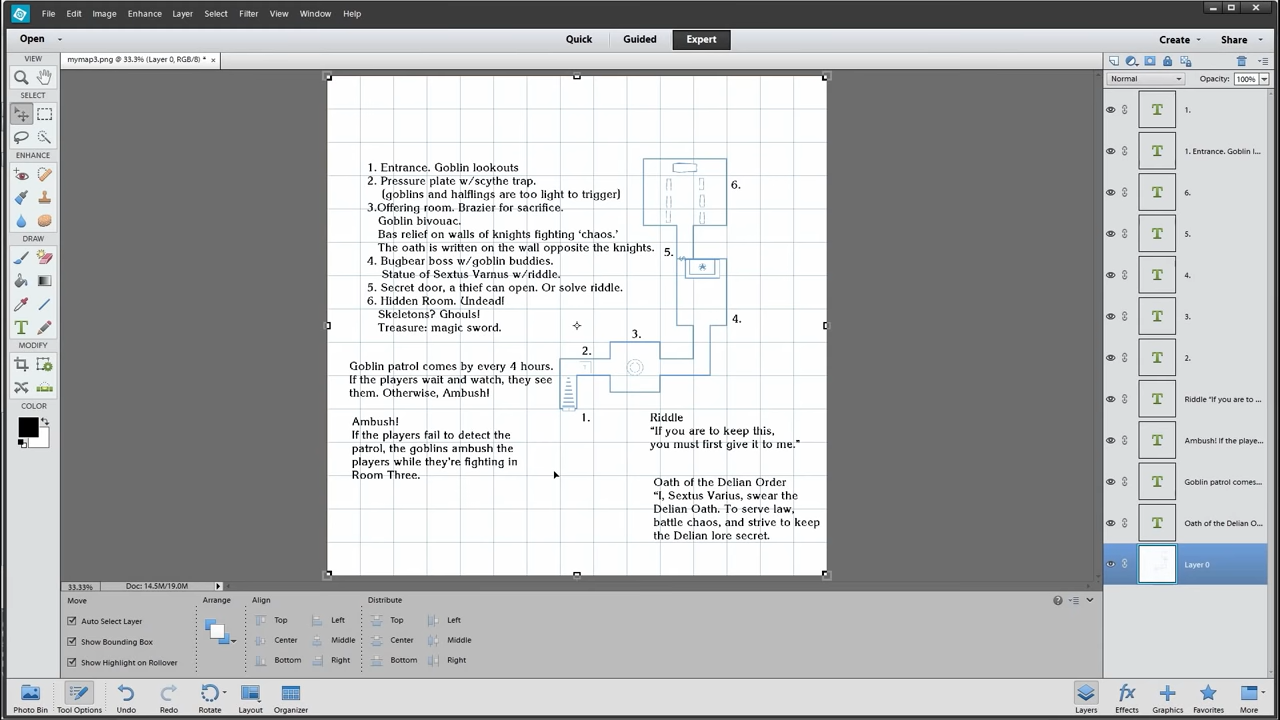 File Edit Image Enhance Layer Select Filter View Window Help
Open Quick Guided Expert Create Share
mymap3.png @ 33.3% (Layer 0, RGB/8) * ×
VIEW
SELECT
ENHANCE
DRAW
MODIFY
COLOR
1. Entrance. Goblin lookouts
2. Pressure plate w/scythe trap.
(goblins and halflings are too light to trigger)
3.Offering room. Brazier for sacrifice.
Goblin bivouac.
Bas relief on walls of knights fighting ‘chaos.’
The oath is written on the wall opposite the knights.
4. Bugbear boss w/goblin buddies.
Statue of Sextus Varnus w/riddle.
5. Secret door, a thief can open. Or solve riddle.
6. Hidden Room. Undead!
Skeletons? Ghouls!
Treasure: magic sword.
Goblin patrol comes by every 4 hours.
If the players wait and watch, they see
them. Otherwise, Ambush!
Ambush!
If the players fail to detect the
patrol, the goblins ambush the
players while they're fighting in
Room Three.
6.
5.
4.
3.
2.
1.
Riddle
“If you are to keep this,
you must first give it to me.”
Oath of the Delian Order
“I, Sextus Varius, swear the
Delian Oath. To serve law,
battle chaos, and strive to keep
the Delian lore secret.
Normal Opacity: 100%
1.
1. Entrance. Goblin l...
6.
5.
4.
3.
2.
Riddle “If you are to ...
Ambush! If the playe...
Goblin patrol comes...
Oath of the Delian O...
Layer 0
33.33% Doc: 14.5M/19.0M
Move Arrange Align Distribute
Auto Select Layer
Show Bounding Box
Show Highlight on Rollover
Top Left
Center Middle
Bottom Right
Top Left
Center Middle
Bottom Right
Photo Bin Tool Options Undo Redo Rotate Layout Organizer
Layers Effects Graphics Favorites More